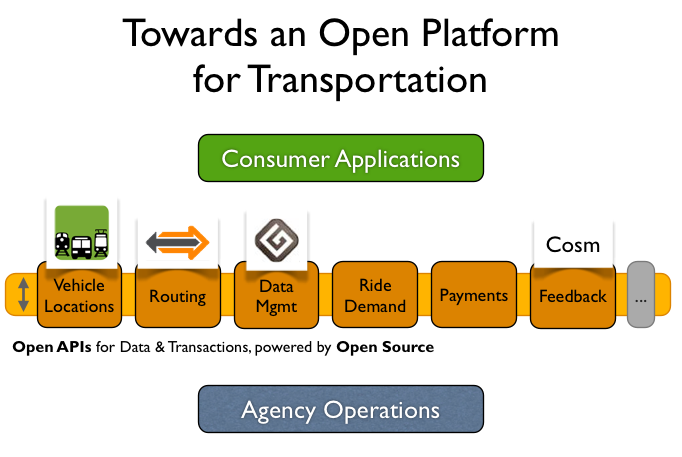 Towards an Open Platform
for Transportation
Consumer Applications
Cosm
Vehicle
Locations
Routing
Data
Mgmt
Ride
Demand
Payments
Feedback
...
Open APIs for Data & Transactions, powered by Open Source
Agency Operations